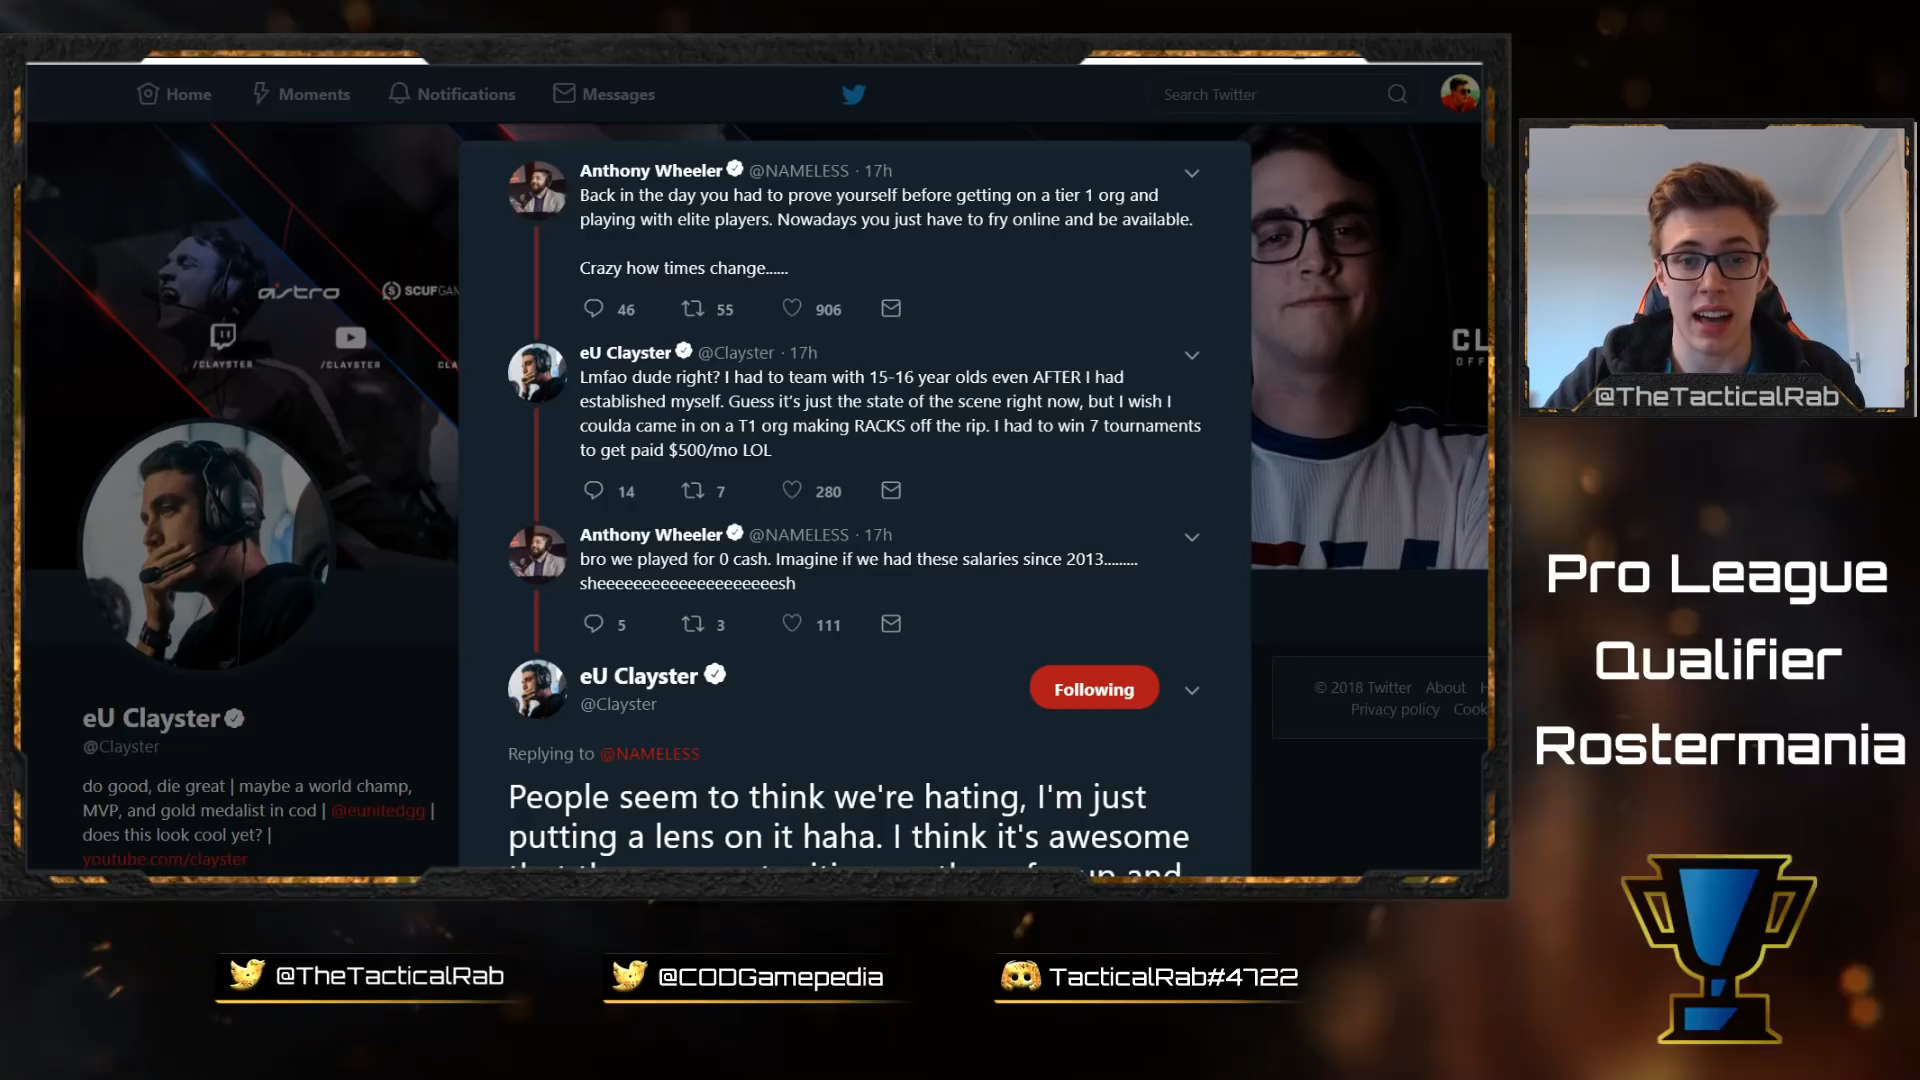 Home
Moments
Notifications
Messages
Search Twitter
Anthony Wheeler @NAMELESS · 17h
Back in the day you had to prove yourself before getting on a tier 1 org and
playing with elite players. Nowadays you just have to fry online and be available.
Crazy how times change......
46 55 906
eU Clayster @Clayster · 17h
Lmfao dude right? I had to team with 15-16 year olds even AFTER I had
established myself. Guess it's just the state of the scene right now, but I wish I
coulda came in on a T1 org making RACKS off the rip. I had to win 7 tournaments
to get paid $500/mo LOL
14 7 280
Anthony Wheeler @NAMELESS · 17h
bro we played for 0 cash. Imagine if we had these salaries since 2013.........
sheeeeeeeeeeeeeeeeeeeesh
5 3 111
eU Clayster
@Clayster
Following
Replying to @NAMELESS
People seem to think we're hating, I'm just
putting a lens on it haha. I think it's awesome
up and
astro
SCUFGAM
/CLAYSTER
/CLAYSTER
CLA
eU Clayster
@Clayster
do good, die great | maybe a world champ,
MVP, and gold medalist in cod | @eunitedgg |
does this look cool yet? |
youtube.com/clayster
CL
OFF
© 2018 Twitter About H
Privacy policy Cook
@TheTacticalRab
Pro League
Qualifier
Rostermania
@TheTacticalRab
@CODGamepedia
TacticalRab#4722